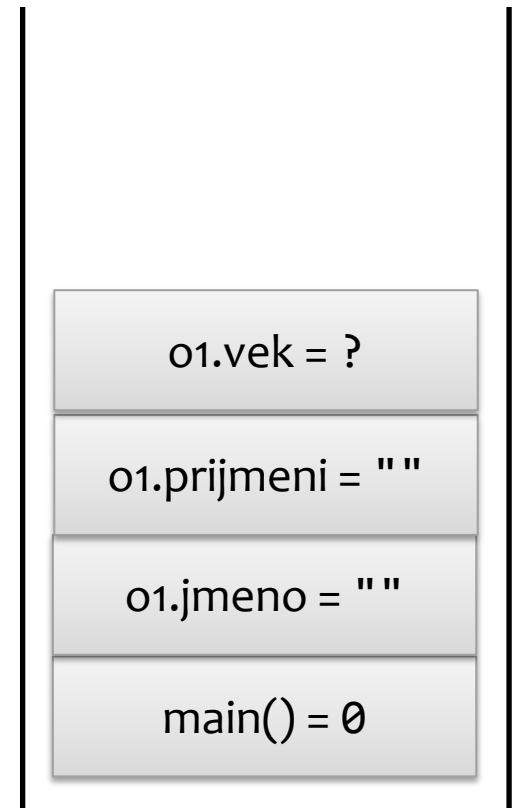 o1.vek = ?
o1.prijmeni = ""
o1.jmeno = ""
main() = 0